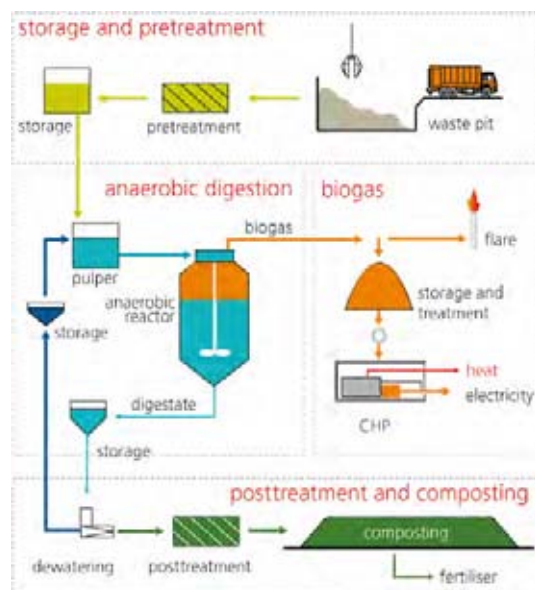 storage and pretreatment
storage
pretreatment
waste pit
anaerobic digestion
biogas
biogas
flare
pulper
anaerobic
reactor
storage and
treatment
storage
heat
electricity
digestate
CHP
storage
posttreatment and composting
composting
dewatering
posttreatment
fertiliser